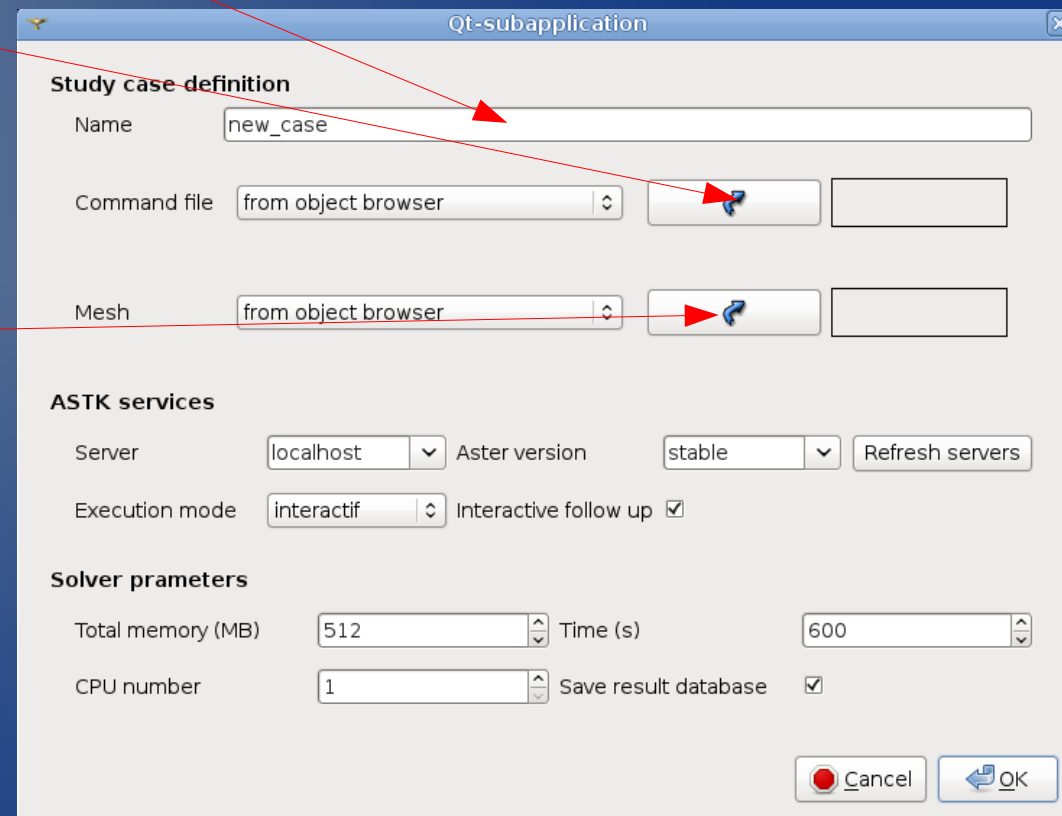 Qt-subapplication
Study case definition
Name new_case
Command file from object browser
Mesh from object browser
ASTK services
Server localhost Aster version stable Refresh servers
Execution mode interactif Interactive follow up
Solver prameters
Total memory (MB) 512 Time (s) 600
CPU number 1 Save result database
Cancel OK